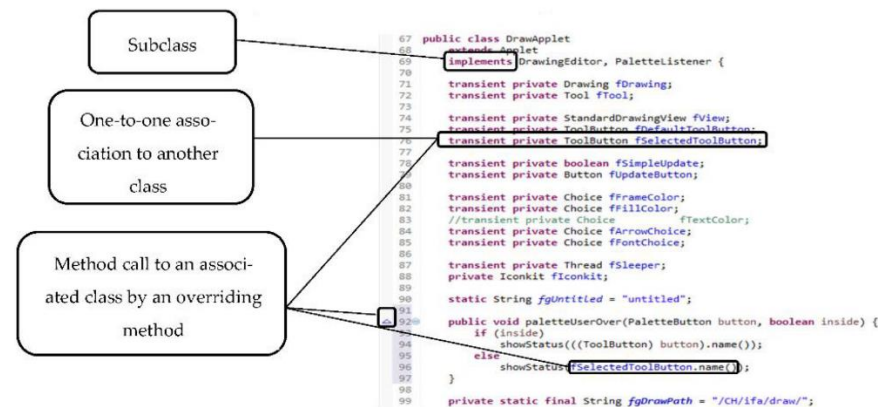 Subclass
One-to-one asso-
ciation to another
class
Method call to an associ-
ated class by an overriding
method
67 public class DrawApplet
68 extends Applet
69 implements DrawingEditor, PaletteListener {
70
71 transient private Drawing fDrawing;
72 transient private Tool fTool;
73
74 transient private StandardDrawingView fView;
75 transient private ToolButton fDefaultToolButton;
76 transient private ToolButton fSelectedToolButton;
77
78 transient private boolean fSimpleUpdate;
79 transient private Button fUpdateButton;
80
81 transient private Choice fFrameColor;
82 transient private Choice fFillColor;
83 //transient private Choice fTextColor;
84 transient private Choice fArrowChoice;
85 transient private Choice fFontChoice;
86
87 transient private Thread fSleeper;
88 private Iconkit fIconkit;
89
90 static String fgUntitled = "untitled";
91
92 public void paletteUserOver(PaletteButton button, boolean inside) {
93 if (inside)
94 showStatus(((ToolButton) button).name());
95 else
96 showStatus(fSelectedToolButton.name());
97 }
98
99 private static final String fgDrawPath = "/CH/ifa/draw/";